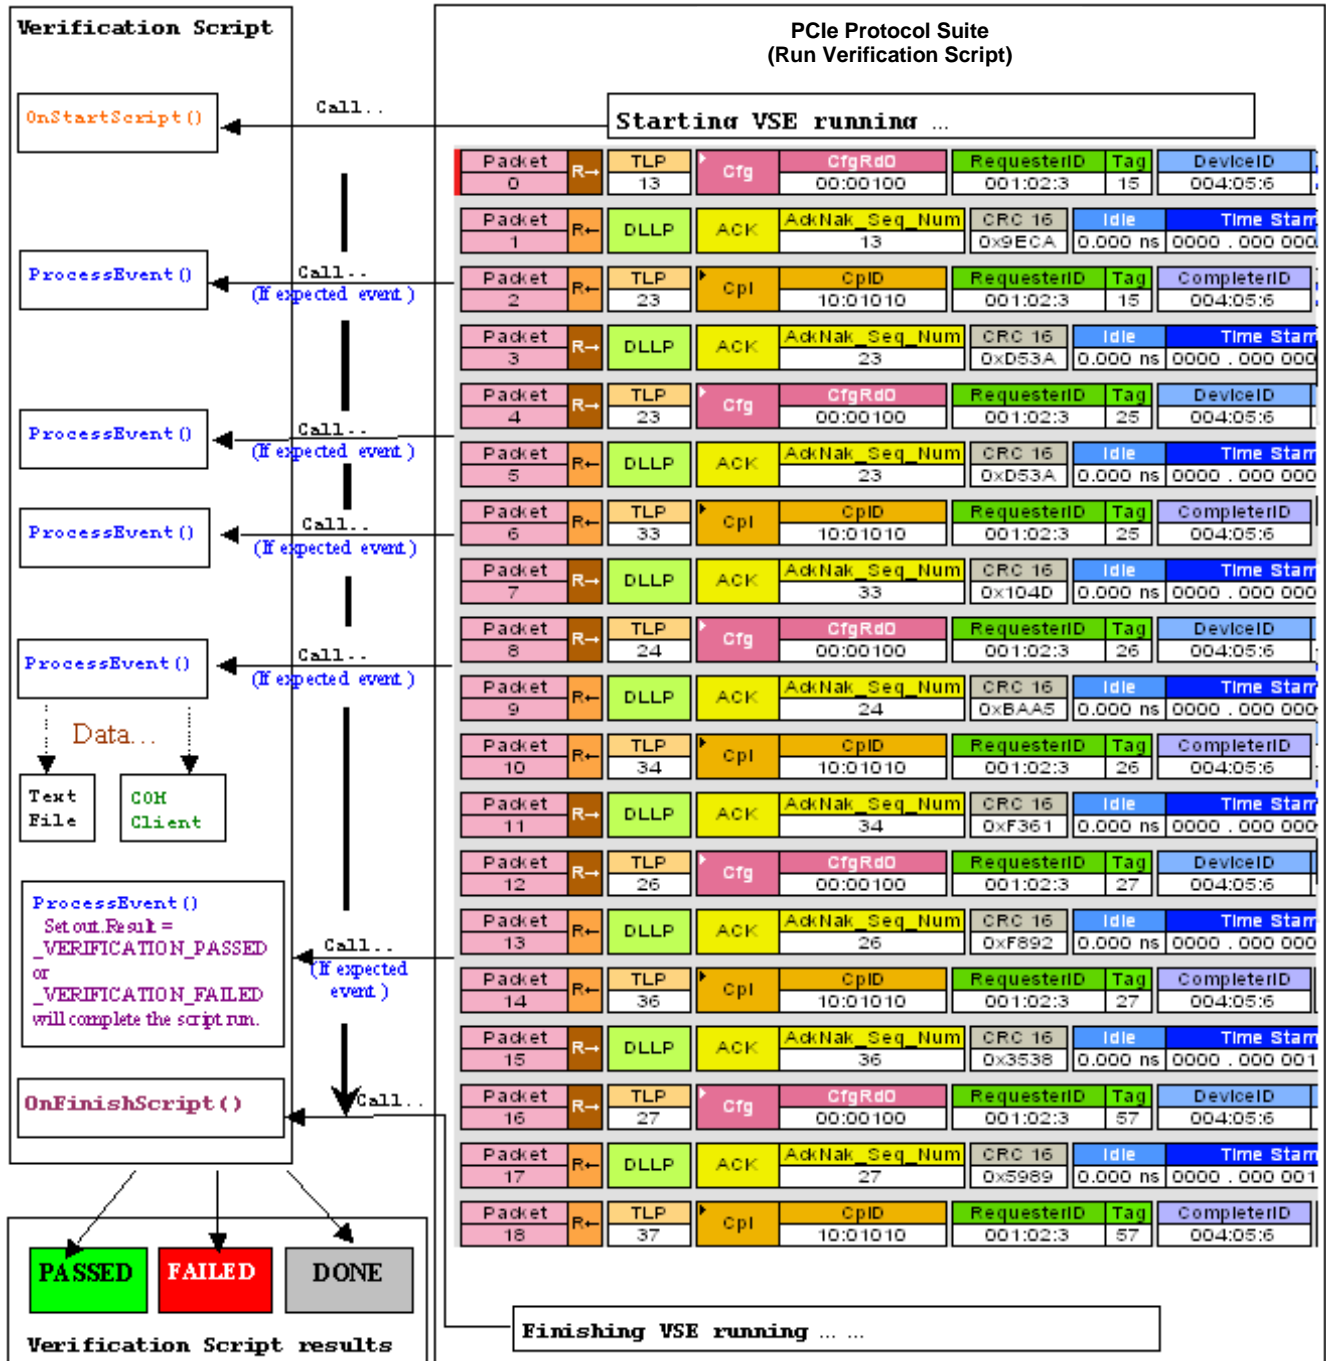 Verification Script
PCIe Protocol Suite
(Run Verification Script)
OnStartScript()
Call..
Starting VSE running ...
Packet R→ TLP Cfg CfgRd0 RequesterID Tag DeviceID
0 13 00:00100 001:02:3 15 004:05:6
Packet R← DLLP ACK AckNak_Seq_Num CRC 16 Idle Time Stam
1 13 0x9ECA 0.000 ns 0000 . 000 000
ProcessEvent()
Call..
(If expected event )
Packet R← TLP Cpl CplD RequesterID Tag CompleterID
2 23 10:01010 001:02:3 15 004:05:6
Packet R→ DLLP ACK AckNak_Seq_Num CRC 16 Idle Time Stam
3 23 0xD53A 0.000 ns 0000 . 000 000
Packet R→ TLP Cfg CfgRd0 RequesterID Tag DeviceID
4 23 00:00100 001:02:3 25 004:05:6
ProcessEvent()
Call..
(If expected event )
Packet R← DLLP ACK AckNak_Seq_Num CRC 16 Idle Time Stam
5 23 0xD53A 0.000 ns 0000 . 000 000
Packet R← TLP Cpl CplD RequesterID Tag CompleterID
6 33 10:01010 001:02:3 25 004:05:6
ProcessEvent()
Call..
(If expected event )
Packet R→ DLLP ACK AckNak_Seq_Num CRC 16 Idle Time Stam
7 33 0x104D 0.000 ns 0000 . 000 000
Packet R→ TLP Cfg CfgRd0 RequesterID Tag DeviceID
8 24 00:00100 001:02:3 26 004:05:6
ProcessEvent()
Call..
(If expected event )
Packet R← DLLP ACK AckNak_Seq_Num CRC 16 Idle Time Stam
9 24 0xBAA5 0.000 ns 0000 . 000 000
Data...
Packet R← TLP Cpl CplD RequesterID Tag CompleterID
10 34 10:01010 001:02:3 26 004:05:6
Text
File
COM
Client
Packet R→ DLLP ACK AckNak_Seq_Num CRC 16 Idle Time Stam
11 34 0xF361 0.000 ns 0000 . 000 000
Packet R→ TLP Cfg CfgRd0 RequesterID Tag DeviceID
12 26 00:00100 001:02:3 27 004:05:6
Packet R← DLLP ACK AckNak_Seq_Num CRC 16 Idle Time Stam
13 26 0xF892 0.000 ns 0000 . 000 000
ProcessEvent()
Set out.Result =
_VERIFICATION_PASSED
or
_VERIFICATION_FAILED
will complete the script run.
Call..
(If expected
event )
Packet R← TLP Cpl CplD RequesterID Tag CompleterID
14 36 10:01010 001:02:3 27 004:05:6
Packet R→ DLLP ACK AckNak_Seq_Num CRC 16 Idle Time Stam
15 36 0x3538 0.000 ns 0000 . 000 001
OnFinishScript()
Call..
Packet R→ TLP Cfg CfgRd0 RequesterID Tag DeviceID
16 27 00:00100 001:02:3 57 004:05:6
Packet R← DLLP ACK AckNak_Seq_Num CRC 16 Idle Time Stam
17 27 0x5989 0.000 ns 0000 . 000 001
Packet R← TLP Cpl CplD RequesterID Tag CompleterID
18 37 10:01010 001:02:3 57 004:05:6
PASSED
FAILED
DONE
Verification Script results
Finishing VSE running ... ...